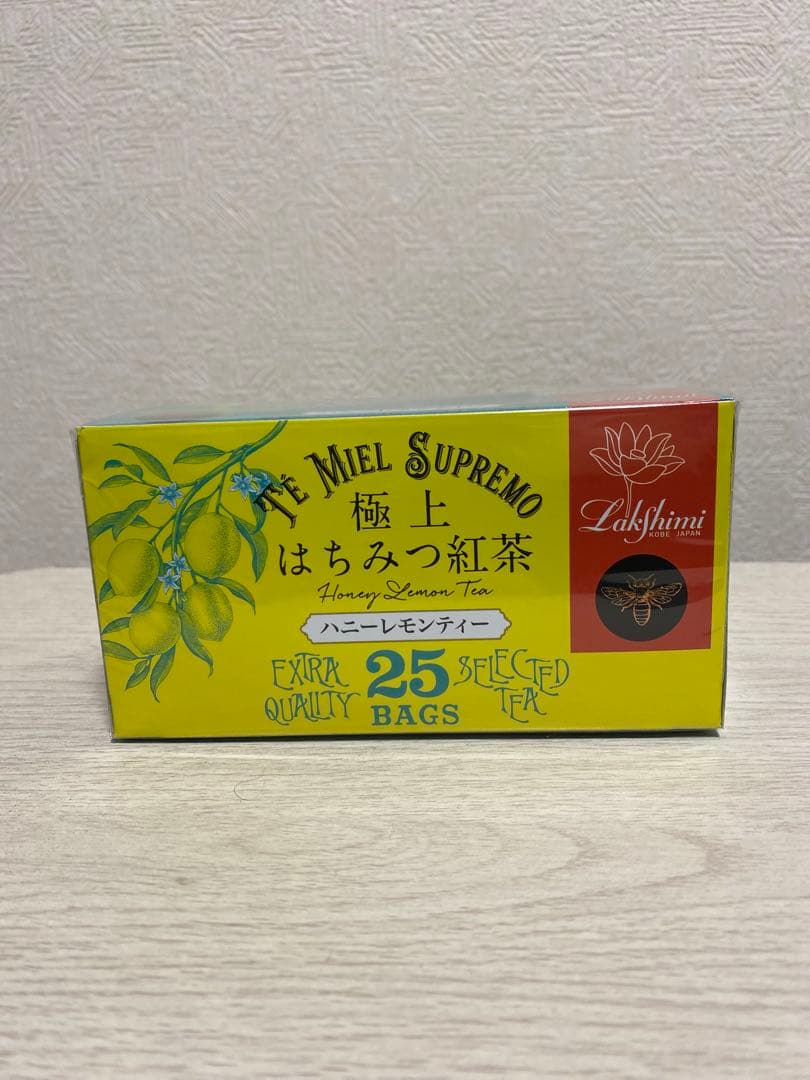 TÉ MIEL SUPREMO
極上
はちみつ紅茶
Honey Lemon Tea
ハニーレモンティー
EXTRA QUALITY
25 BAGS
SELECTED TEA
Lakshimi
KOBE JAPAN